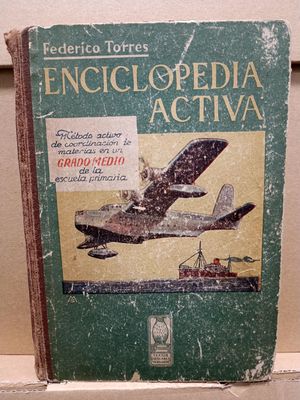 Federico Torres
ENCICLOPEDIA
ACTIVA
Método activo
de coordinación de
materias en un
GRADO MEDIO
de la
escuela primaria